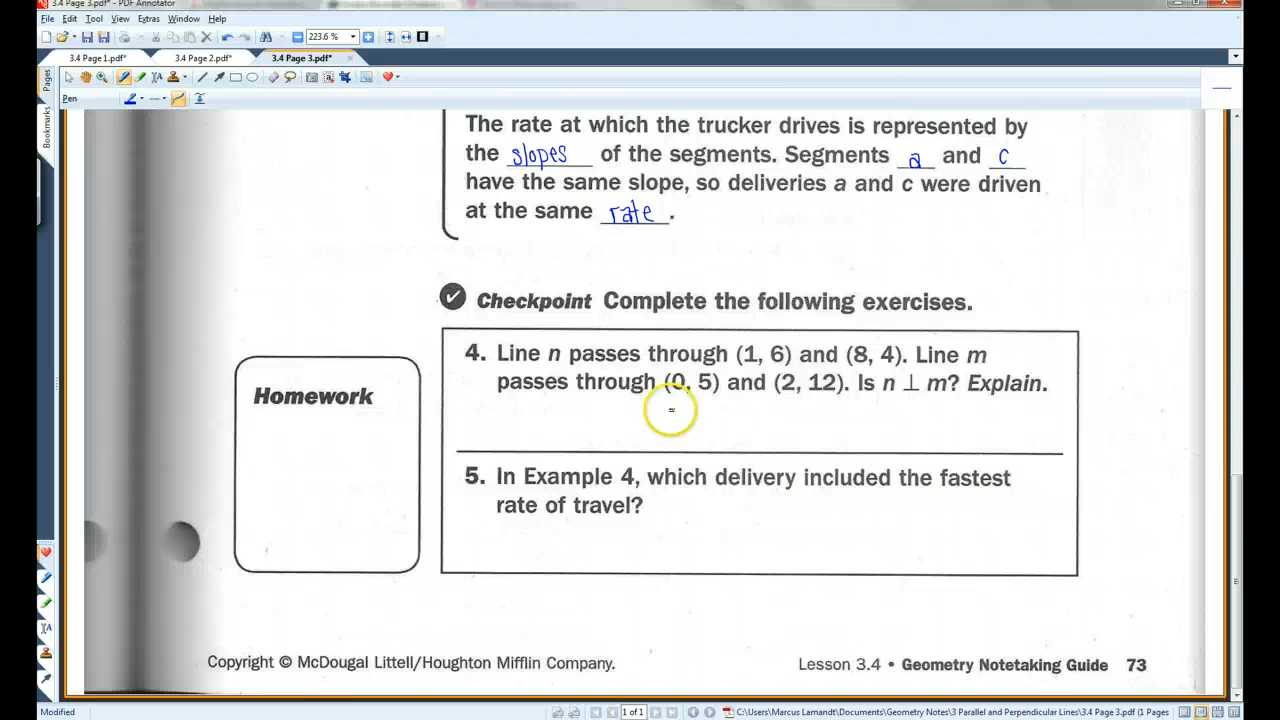 3.4 Page 3.pdf* - PDF Annotator
File Edit Tool View Extras Window Help
223.6 %
3.4 Page 1.pdf* 3.4 Page 2.pdf* 3.4 Page 3.pdf*
Pen
Pages
Bookmarks
The rate at which the trucker drives is represented by
the slopes of the segments. Segments a and c
have the same slope, so deliveries a and c were driven
at the same rate.
Checkpoint Complete the following exercises.
Homework
4. Line n passes through (1, 6) and (8, 4). Line m
passes through (0, 5) and (2, 12). Is n ⊥ m? Explain.
5. In Example 4, which delivery included the fastest
rate of travel?
Copyright © McDougal Littell/Houghton Mifflin Company.
Lesson 3.4 • Geometry Notetaking Guide 73
Modified
1 of 1
C:\Users\Marcus Lamandt\Documents\Geometry Notes\3 Parallel and Perpendicular Lines\3.4 Page 3.pdf (1 Pages